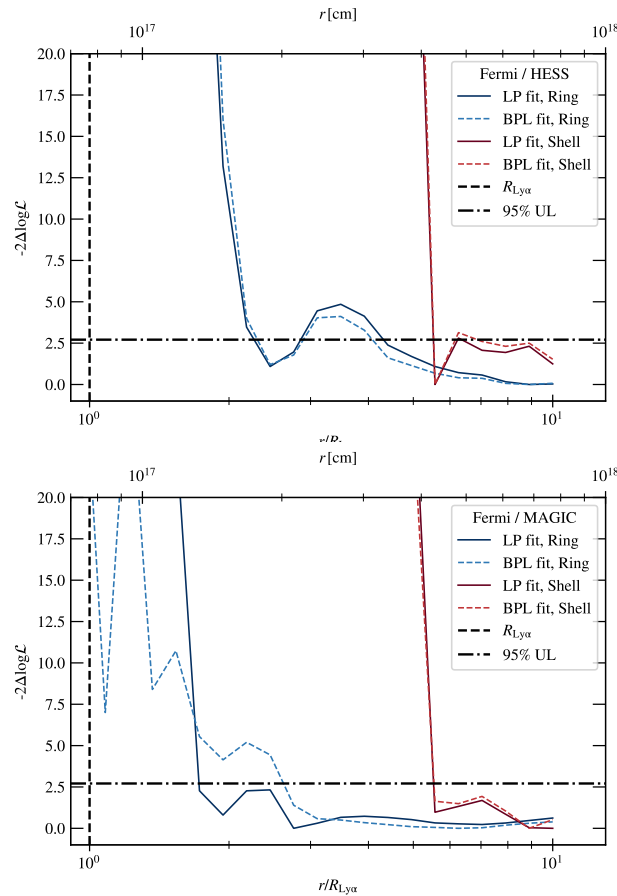 r [cm]
10^17
10^18
20.0
17.5
15.0
12.5
10.0
7.5
5.0
2.5
0.0
-2Δlogℒ
Fermi / HESS
LP fit, Ring
BPL fit, Ring
LP fit, Shell
BPL fit, Shell
R_Lyα
95% UL
10^0
10^1
r [cm]
10^17
10^18
20.0
17.5
15.0
12.5
10.0
7.5
5.0
2.5
0.0
-2Δlogℒ
Fermi / MAGIC
LP fit, Ring
BPL fit, Ring
LP fit, Shell
BPL fit, Shell
R_Lyα
95% UL
10^0
10^1
r/R_Lyα